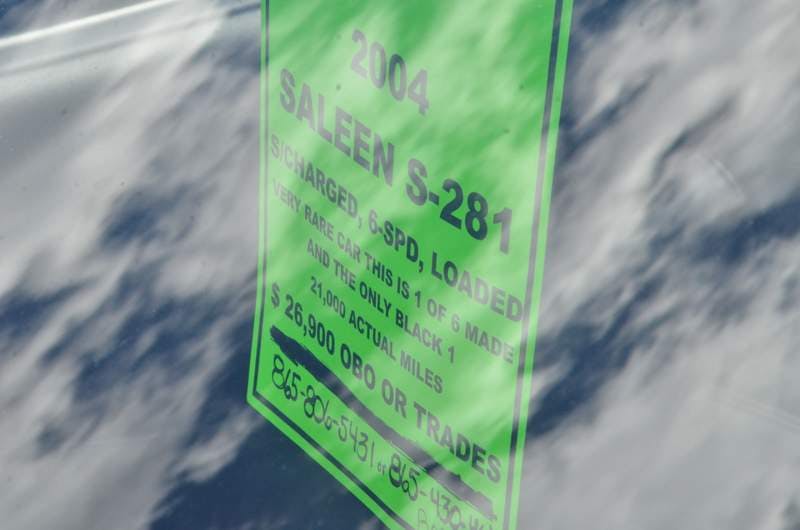 2004
SALEEN S-281
S/CHARGED, 6-SPD, LOADED
VERY RARE CAR THIS IS 1 OF 6 MADE
AND THE ONLY BLACK 1
21,000 ACTUAL MILES
$ 26,900 OBO OR TRADES
865-806-5431 or 865-430-